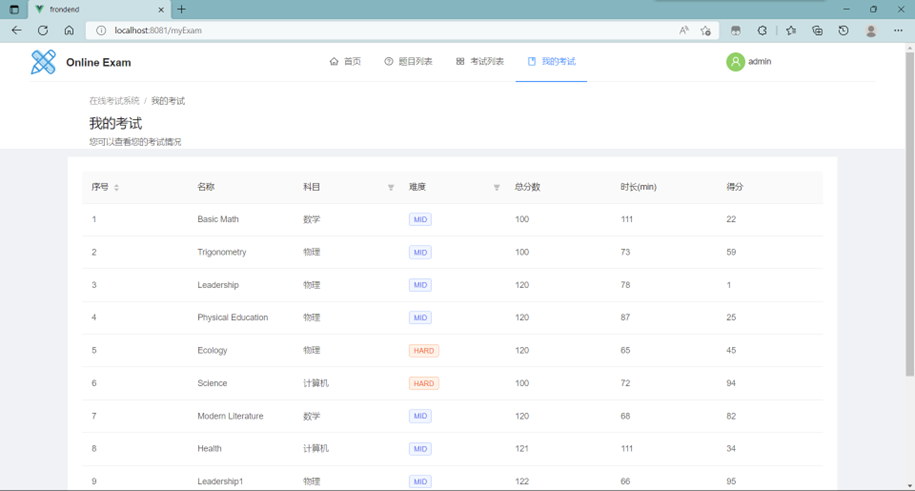 frondend
localhost:8081/myExam
Online Exam 首页 题目列表 考试列表 我的考试 admin
在线考试系统 / 我的考试
我的考试
您可以查看您的考试情况
序号 名称 科目 难度 总分数 时长(min) 得分
1 Basic Math 数学 MID 100 111 22
2 Trigonometry 物理 MID 100 73 59
3 Leadership 物理 MID 120 78 1
4 Physical Education 物理 MID 120 87 25
5 Ecology 物理 HARD 120 65 45
6 Science 计算机 HARD 100 72 94
7 Modern Literature 数学 MID 120 68 82
8 Health 计算机 MID 121 111 34
9 Leadership1 物理 MID 122 66 95